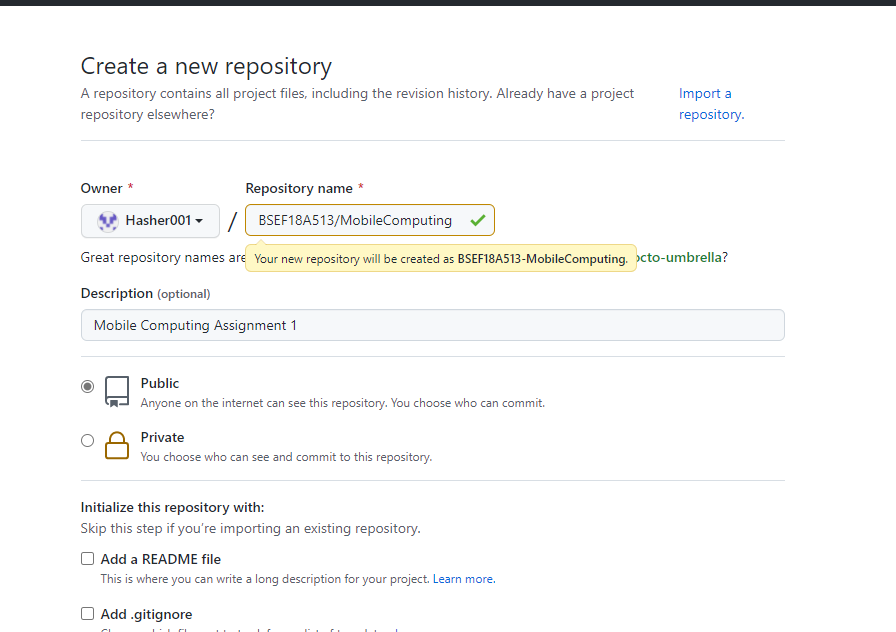 Create a new repository
A repository contains all project files, including the revision history. Already have a project
repository elsewhere?
Import a
repository.
Owner *
Repository name *
Hasher001
/
BSEF18A513/MobileComputing
Great repository names are
Your new repository will be created as BSEF18A513-MobileComputing.
octo-umbrella?
Description (optional)
Mobile Computing Assignment 1
Public
Anyone on the internet can see this repository. You choose who can commit.
Private
You choose who can see and commit to this repository.
Initialize this repository with:
Skip this step if you’re importing an existing repository.
Add a README file
This is where you can write a long description for your project. Learn more.
Add .gitignore